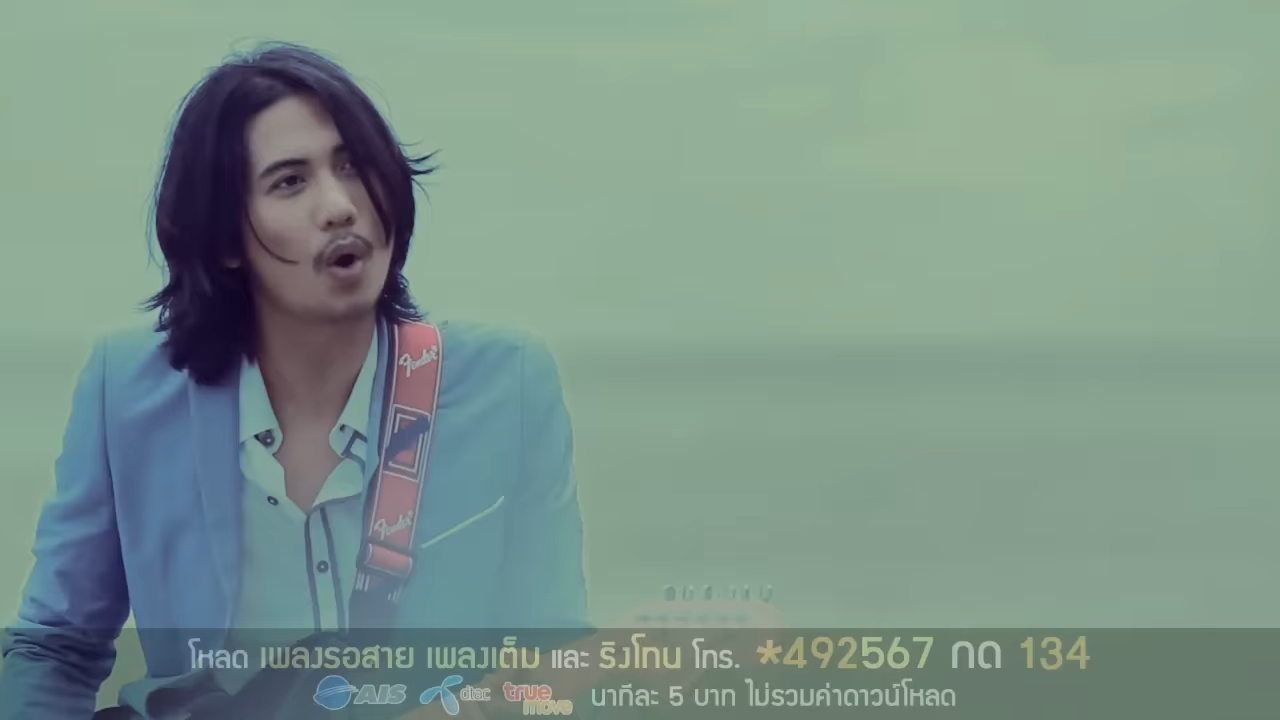 Fender
Fender
โหลด เพลงรอสาย เพลงเต็ม และ ริงโทน โทร. *492567 กด 134
AIS dtac true move นาทีละ 5 บาท ไม่รวมค่าดาวน์โหลด